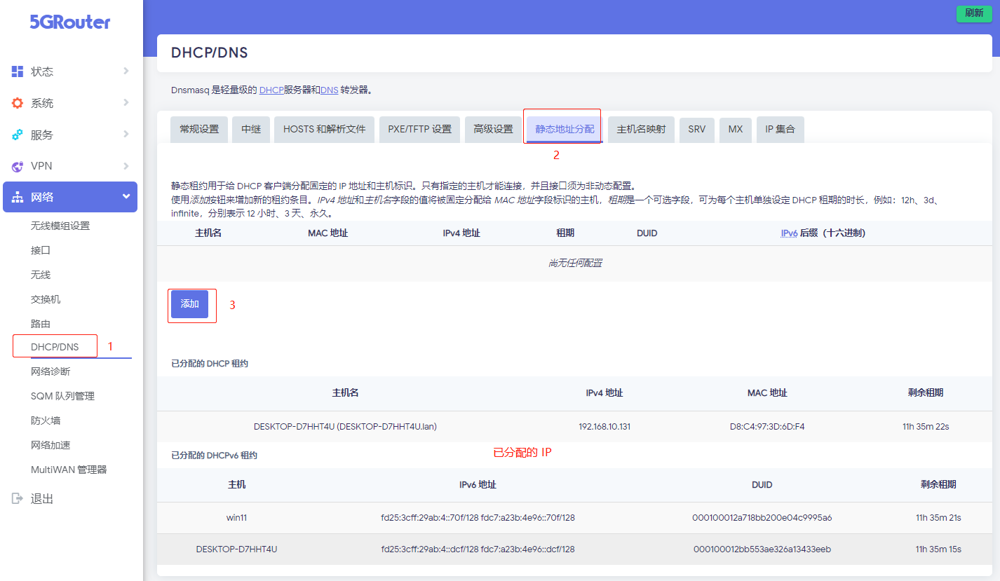 5GRouter
刷新
状态
系统
服务
VPN
网络
无线模组设置
接口
无线
交换机
路由
DHCP/DNS 1
网络诊断
SQM 队列管理
防火墙
网络加速
MultiWAN 管理器
退出
DHCP/DNS
Dnsmasq 是轻量级的 DHCP服务器和DNS 转发器。
常规设置 中继 HOSTS 和解析文件 PXE/TFTP 设置 高级设置 静态地址分配 主机名映射 SRV MX IP 集合
2
静态租约用于给 DHCP 客户端分配固定的 IP 地址和主机标识。只有指定的主机才能连接，并且接口须为非动态配置。
使用添加按钮来增加新的租约条目。IPv4 地址和主机名字段的值将被固定分配给 MAC 地址字段标识的主机，租期是一个可选字段，可为每个主机单独设定 DHCP 租期的时长，例如：12h、3d、
infinite，分别表示 12 小时、3 天、永久。
主机名 MAC 地址 IPv4 地址 租期 DUID IPv6 后缀（十六进制）
尚无任何配置
添加 3
已分配的 DHCP 租约
主机名 IPv4 地址 MAC 地址 剩余租期
DESKTOP-D7HHT4U (DESKTOP-D7HHT4U.lan) 192.168.10.131 D8:C4:97:3D:6D:F4 11h 35m 22s
已分配的 DHCPv6 租约 已分配的 IP
主机 IPv6 地址 DUID 剩余租期
win11 fd25:3cff:29ab:4::70f/128 fdc7:a23b:4e96::70f/128 000100012a718bb200e04c9995a6 11h 35m 21s
DESKTOP-D7HHT4U fd25:3cff:29ab:4::dcf/128 fdc7:a23b:4e96::dcf/128 000100012bb553ae326a13433eeb 11h 35m 15s